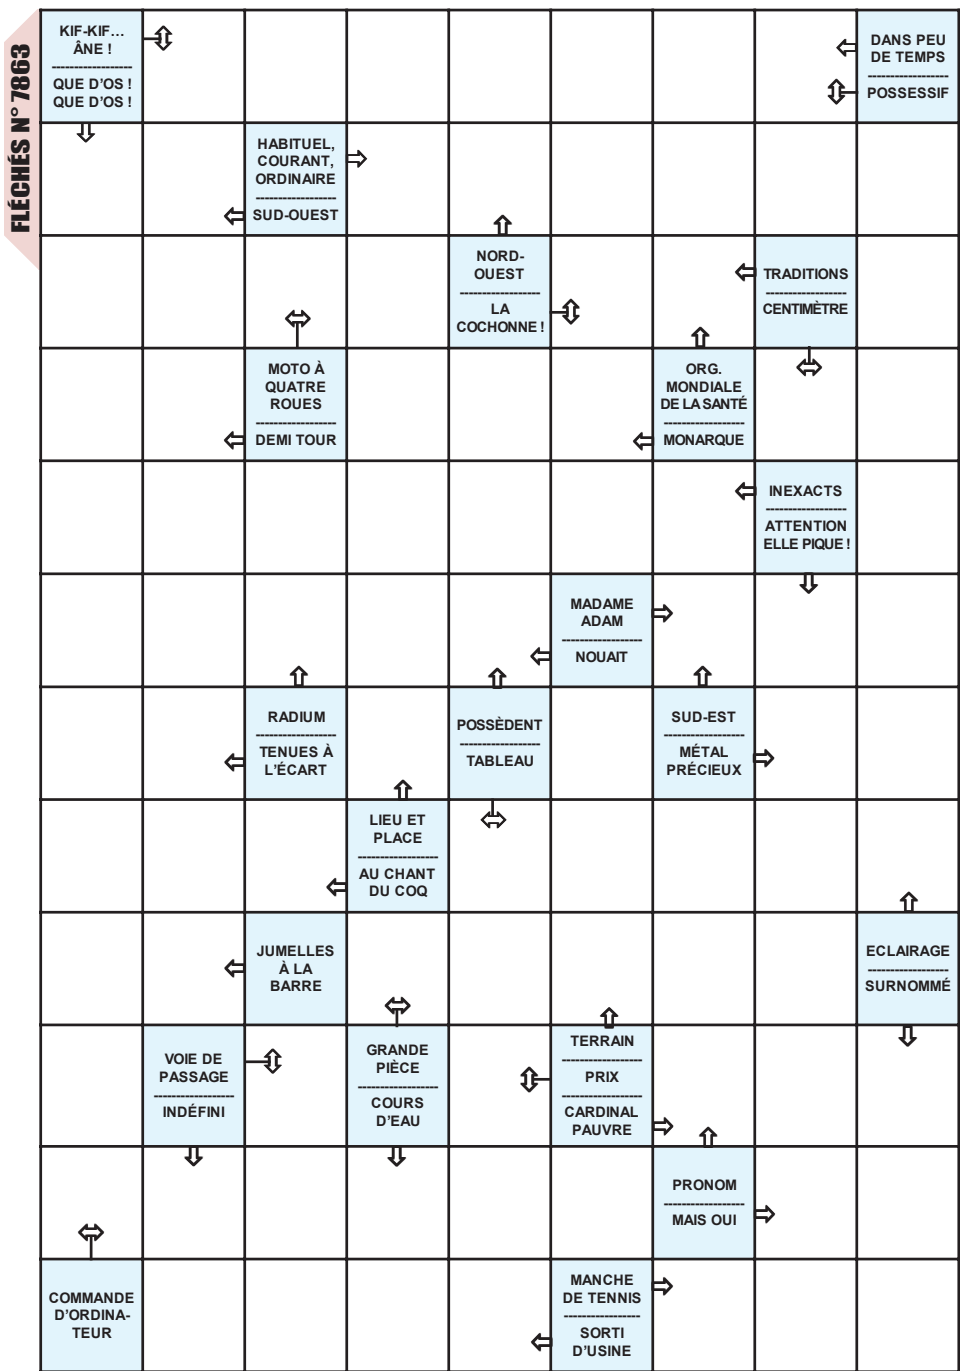 FLÉCHÉS N° 7863
KIF-KIF...
ÂNE !
QUE D'OS !
QUE D'OS !
DANS PEU
DE TEMPS
POSSESSIF
HABITUEL,
COURANT,
ORDINAIRE
SUD-OUEST
NORD-
OUEST
LA
COCHONNE !
TRADITIONS
CENTIMÈTRE
MOTO À
QUATRE
ROUES
DEMI TOUR
ORG.
MONDIALE
DE LA SANTÉ
MONARQUE
INEXACTS
ATTENTION
ELLE PIQUE !
MADAME
ADAM
NOUAIT
RADIUM
TENUES À
L'ÉCART
POSSÈDENT
TABLEAU
SUD-EST
MÉTAL
PRÉCIEUX
LIEU ET
PLACE
AU CHANT
DU COQ
JUMELLES
À LA
BARRE
ECLAIRAGE
SURNOMMÉ
VOIE DE
PASSAGE
INDÉFINI
GRANDE
PIÈCE
COURS
D'EAU
TERRAIN
PRIX
CARDINAL
PAUVRE
PRONOM
MAIS OUI
COMMANDE
D'ORDINA-
TEUR
MANCHE
DE TENNIS
SORTI
D'USINE